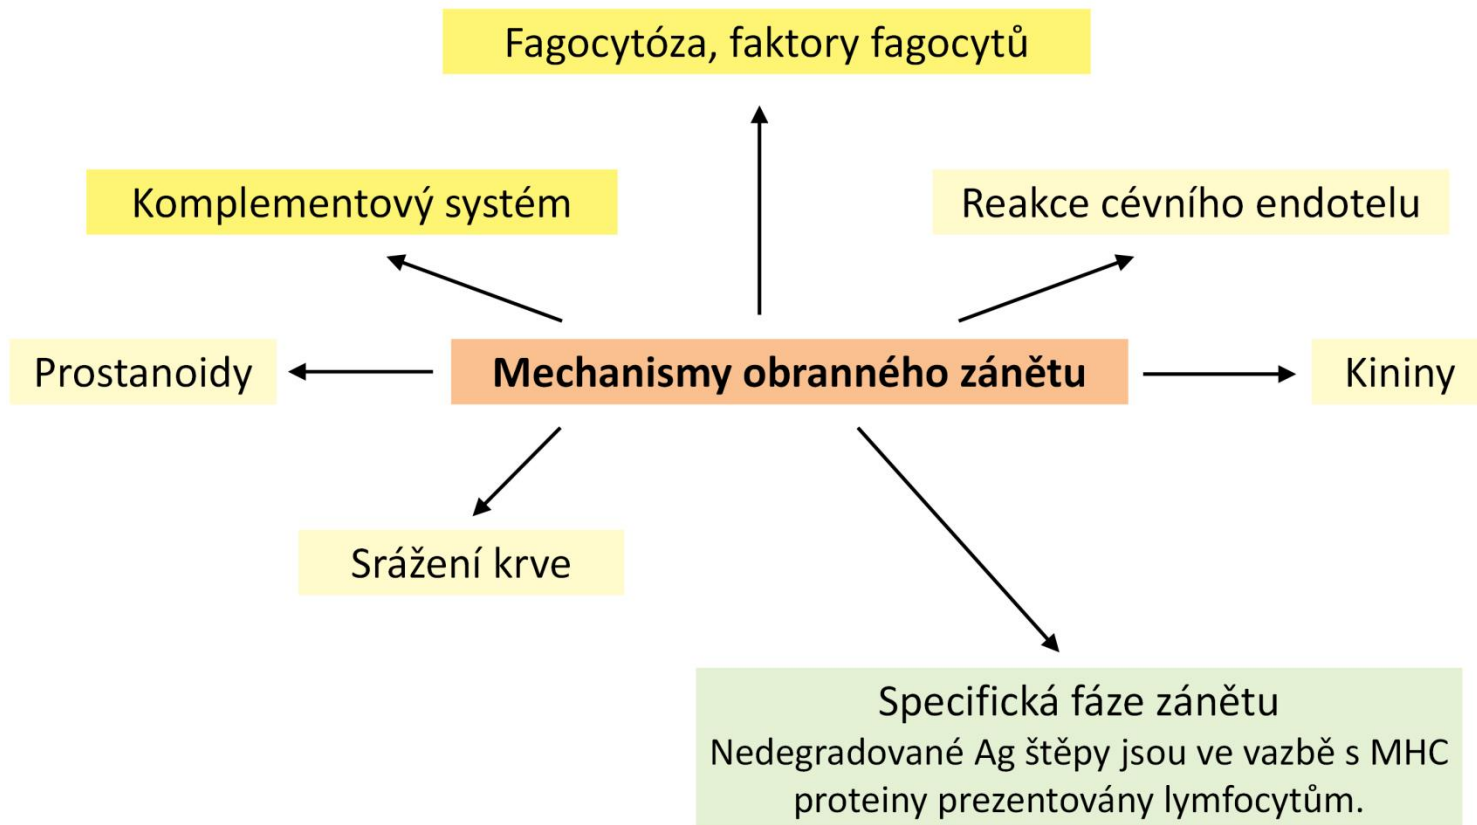 Fagocytóza, faktory fagocytů
Komplementový systém
Reakce cévního endotelu
Prostanoidy
Mechanismy obranného zánětu
Kininy
Srážení krve
Specifická fáze zánětu
Nedegradované Ag štěpy jsou ve vazbě s MHC
proteiny prezentovány lymfocytům.